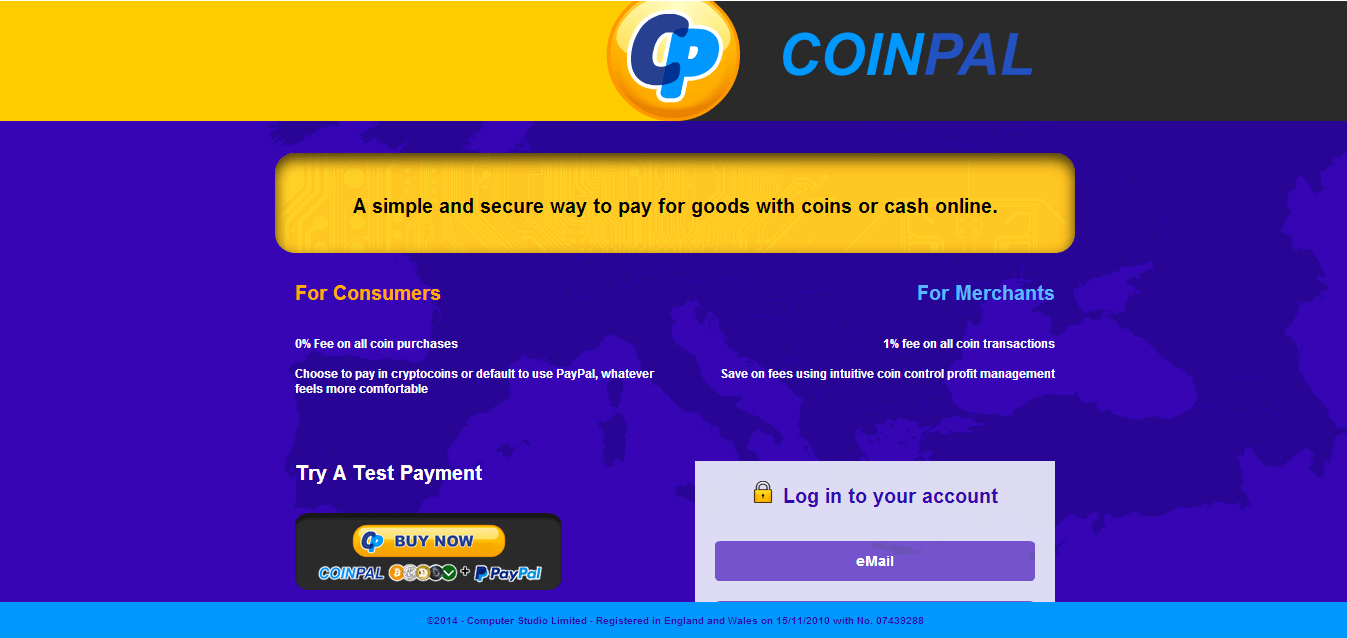 CP
COINPAL
A simple and secure way to pay for goods with coins or cash online.
For Consumers
0% Fee on all coin purchases
Choose to pay in cryptocoins or default to use PayPal, whatever
feels more comfortable
For Merchants
1% fee on all coin transactions
Save on fees using intuitive coin control profit management
Try A Test Payment
CP BUY NOW
COINPAL + PayPal
Log in to your account
eMail
©2014 - Computer Studio Limited - Registered in England and Wales on 15/11/2010 with No. 07439288